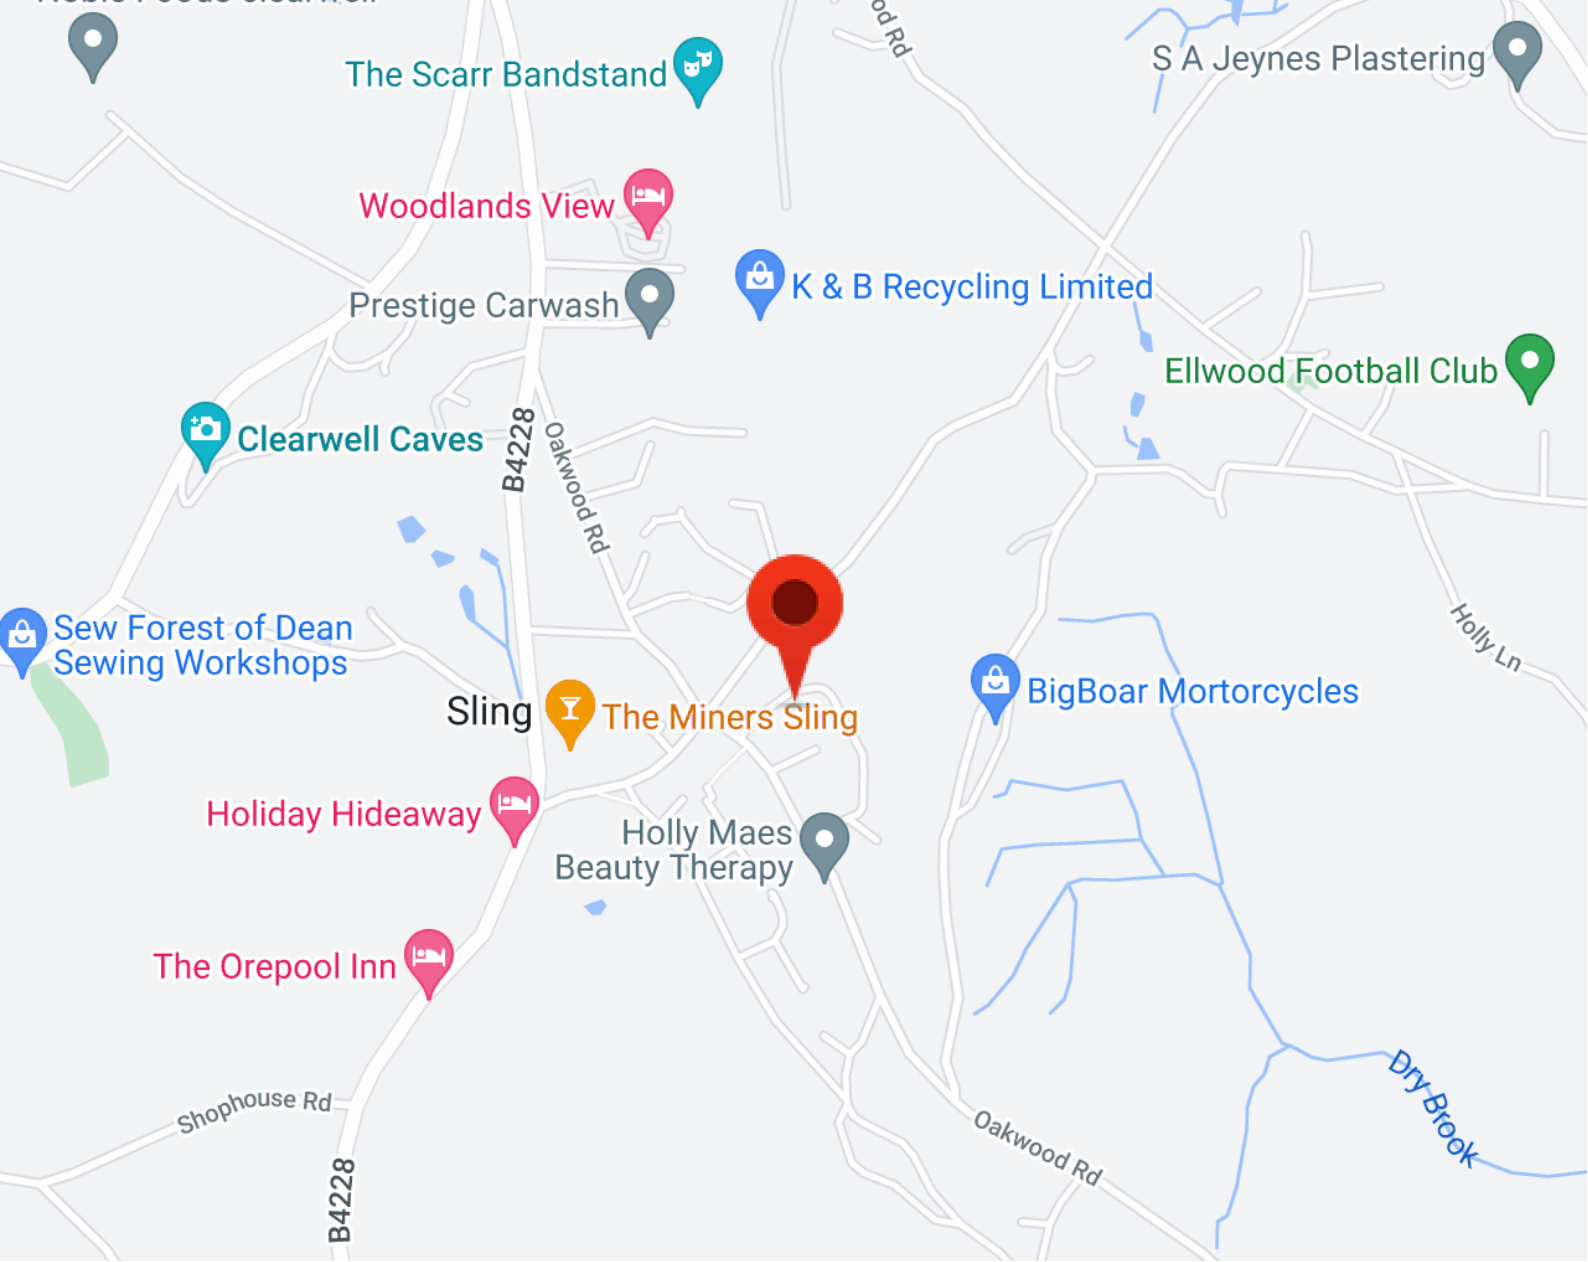 od Rd
S A Jeynes Plastering
The Scarr Bandstand
Woodlands View
K & B Recycling Limited
Prestige Carwash
Ellwood Football Club
Clearwell Caves
B4228
Oakwood Rd
Sew Forest of Dean
Sewing Workshops
Holly Ln
BigBoar Mortorcycles
Sling
The Miners Sling
Holiday Hideaway
Holly Maes
Beauty Therapy
The Orepool Inn
Shophouse Rd
Dry Brook
Oakwood Rd
B4228